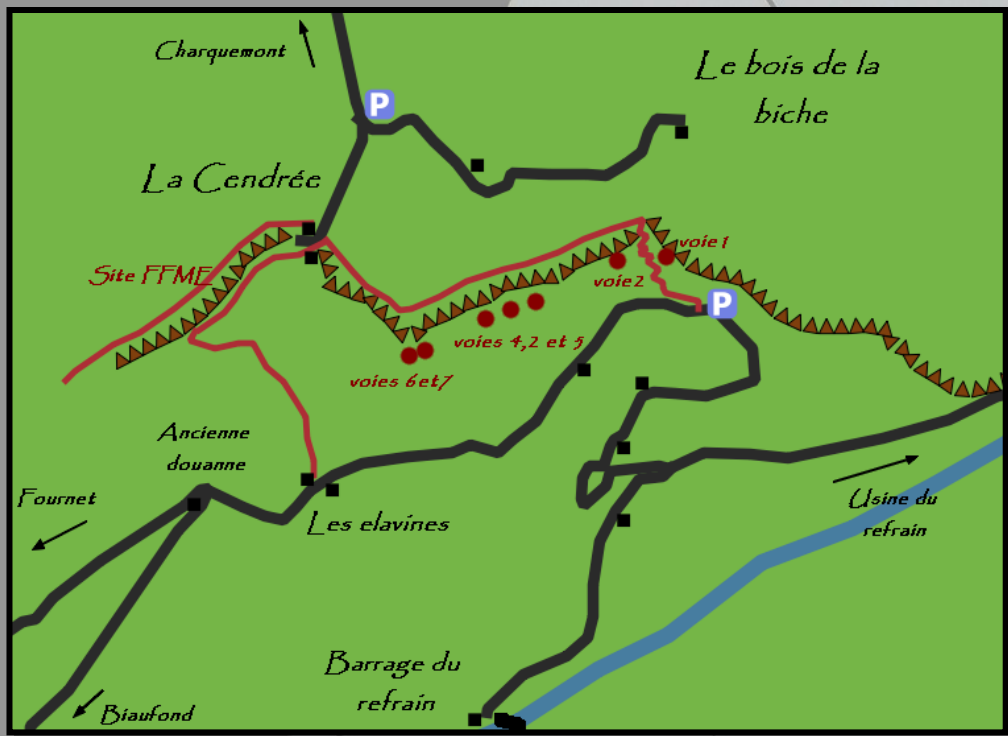 Charquemont
P
Le bois de la
biche
La Cendrée
Site FFME
voie 1
voie2
P
voies 4,2 et 5
voies 6et7
Ancienne
douanne
Fournet
Les elavines
Usine du
refrain
Barrage du
refrain
Biaufond